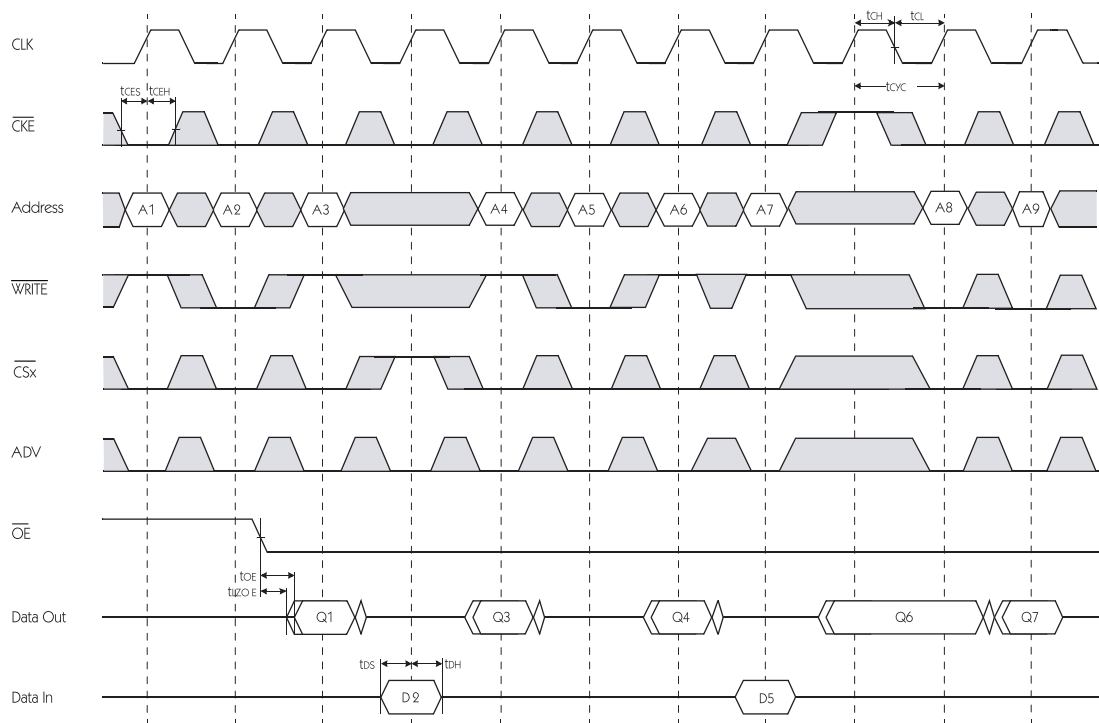 CLK
tCH
tCL
tCYC
tCES
tCEH
CKE
Address
A1
A2
A3
A4
A5
A6
A7
A8
A9
WRITE
CSx
ADV
OE
tOE
tLZOE
Data Out
Q1
Q3
Q4
Q6
Q7
tDS
tDH
Data In
D2
D5